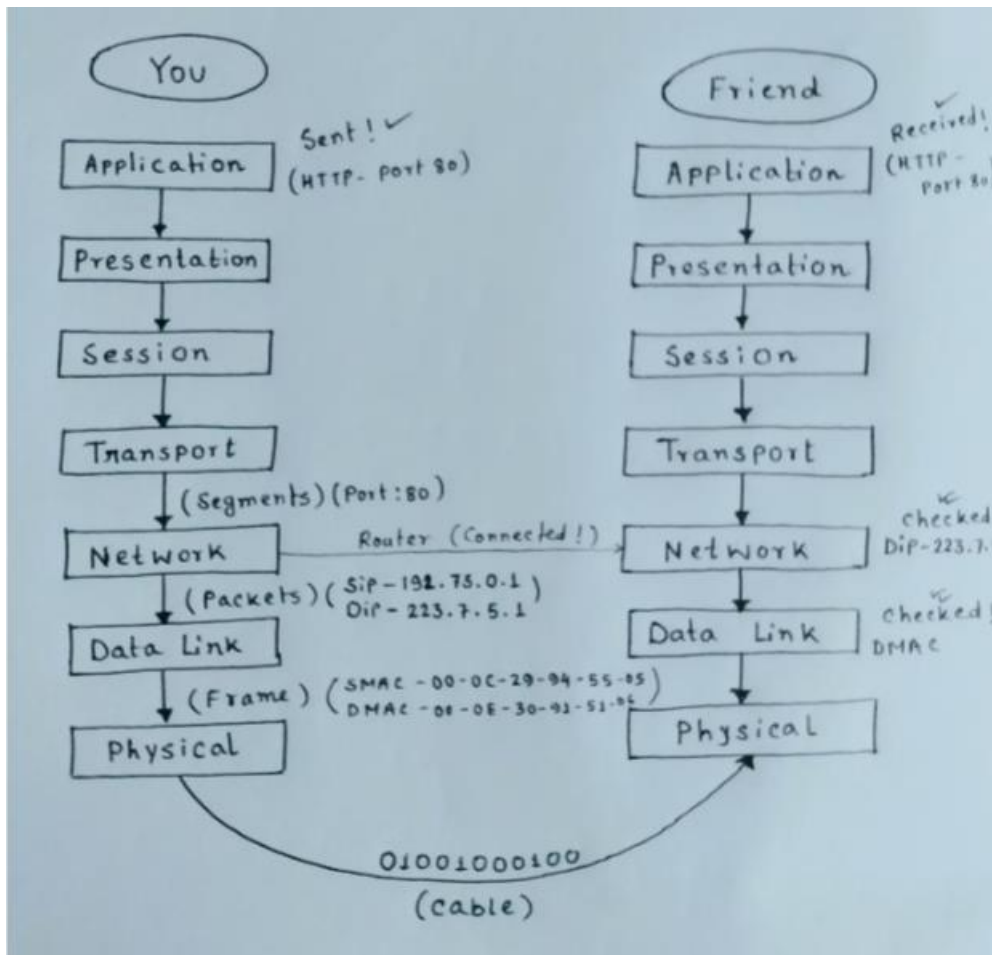 You
Friend
Sent!
(HTTP- Port 80)
Received!
(HTTP -
Port 80
Application
Application
Presentation
Presentation
Session
Session
Transport
Transport
(Segments) (Port:80)
Router (Connected!)
Checked
DiP-223.7.
Network
Network
(Packets) (SiP-192.75.0.1
DiP-223.7.5.1)
Checked!
DMAC
Data Link
Data Link
(Frame) (SMAC-00-0C-29-94-55-05)
DMAC
Physical
Physical
01001000100
(cable)